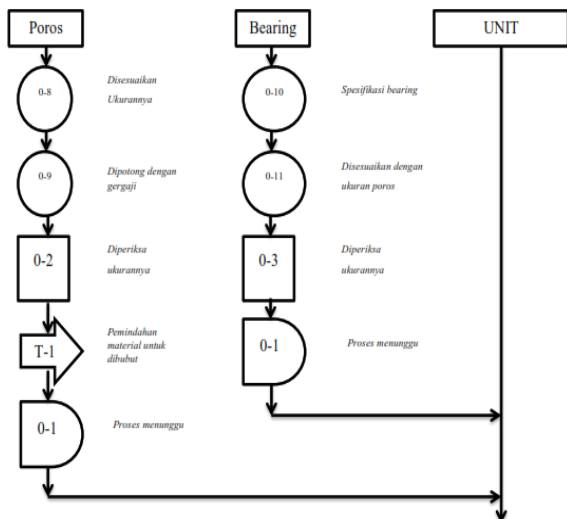 Poros
Bearing
UNIT
0-8
Disesuaikan
Ukurannya
0-10
Spesifikasi bearing
0-9
Dipotong dengan
gergaji
0-11
Disesuaikan dengan
ukuran poros
0-2
Diperiksa
ukurannya
0-3
Diperiksa
ukurannya
T-1
Pemindahan
material untuk
dibubut
0-1
Proses menunggu
0-1
Proses menunggu